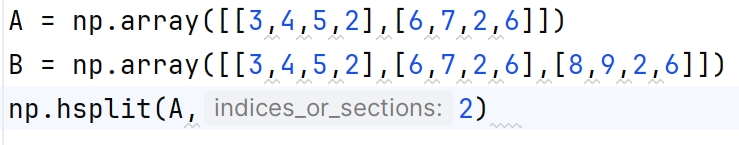 A = np.array([[3,4,5,2],[6,7,2,6]])
B = np.array([[3,4,5,2],[6,7,2,6],[8,9,2,6]])
np.hsplit(A, indices_or_sections: 2)